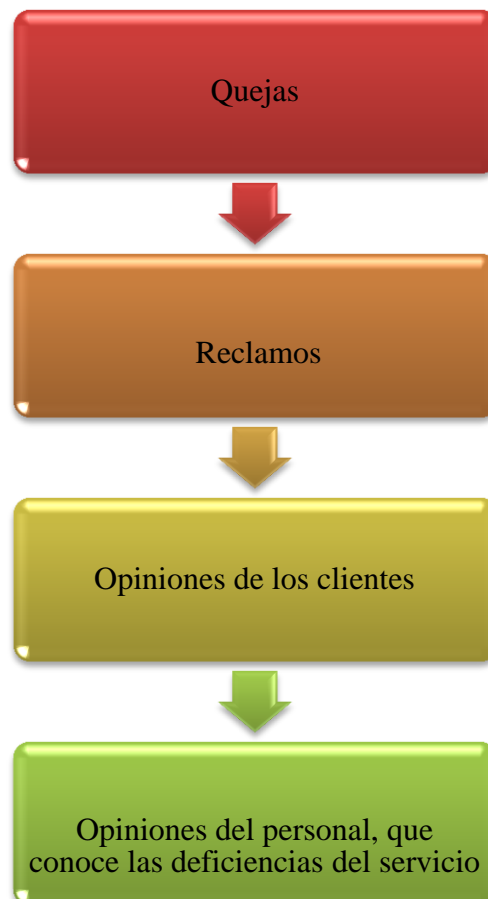 Quejas
Reclamos
Opiniones de los clientes
Opiniones del personal, que
conoce las deficiencias del servicio